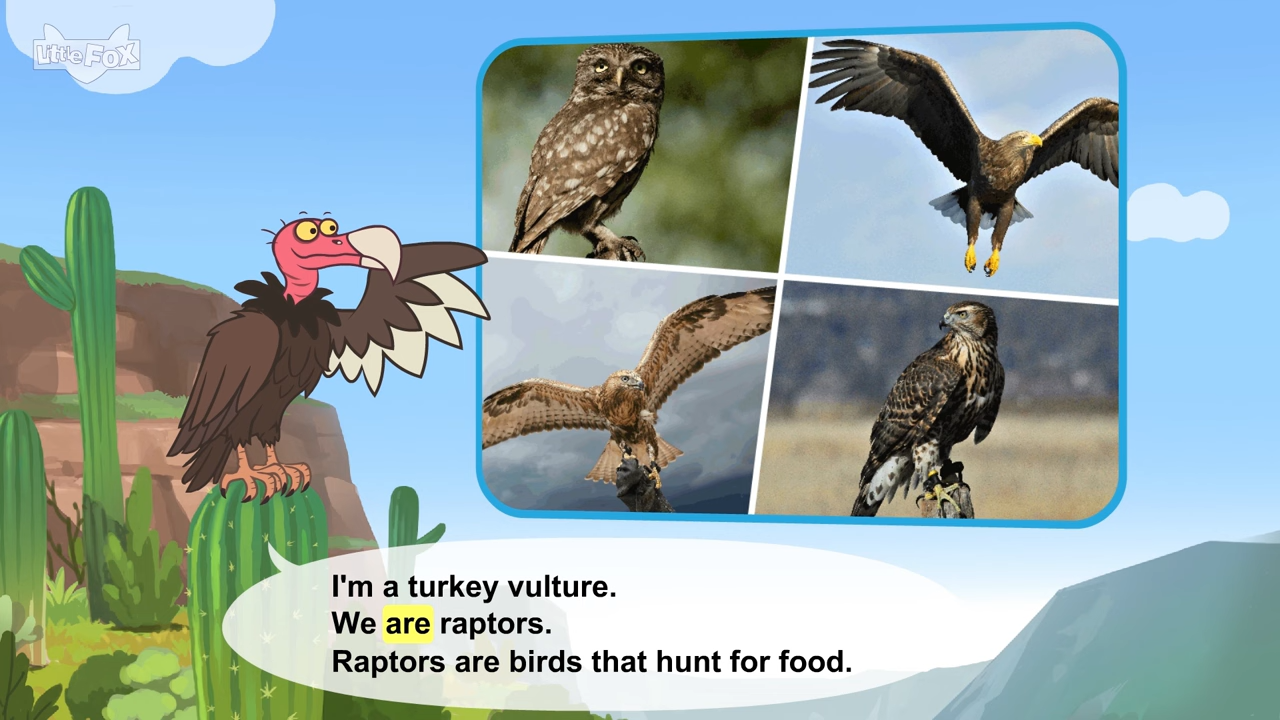 Little Fox
I'm a turkey vulture.
We are raptors.
Raptors are birds that hunt for food.